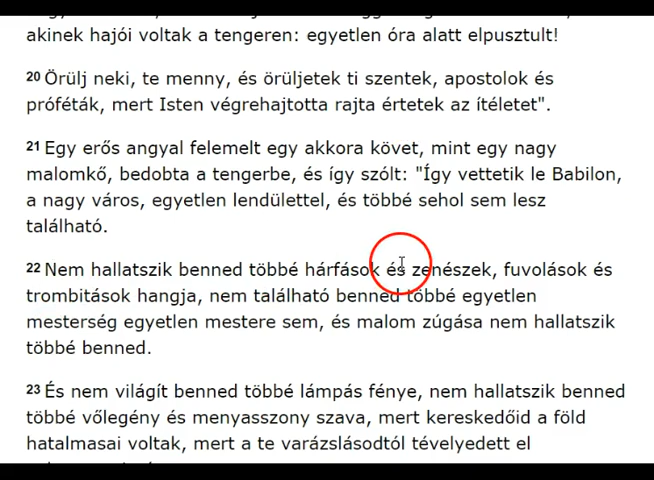 akinek hajói voltak a tengeren: egyetlen óra alatt elpusztult!
20 Örülj neki, te menny, és örüljetek ti szentek, apostolok és
próféták, mert Isten végrehajtotta rajta értetek az ítéletet".
21 Egy erős angyal felemelt egy akkora követ, mint egy nagy
malomkő, bedobta a tengerbe, és így szólt: "Így vettetik le Babilon,
a nagy város, egyetlen lendülettel, és többé sehol sem lesz
található.
22 Nem hallatszik benned többé hárfások és zenészek, fuvolások és
trombitások hangja, nem található benned többé egyetlen
mesterség egyetlen mestere sem, és malom zúgása nem hallatszik
többé benned.
23 És nem világít benned többé lámpás fénye, nem hallatszik benned
többé vőlegény és menyasszony szava, mert kereskedőid a föld
hatalmasai voltak, mert a te varázslásodtól tévelyedett el